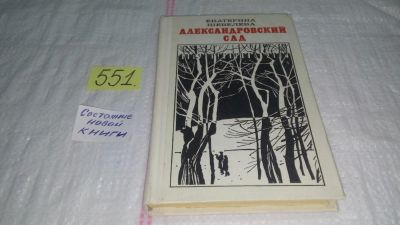 551.
Состояние
новой
книги
ЕКАТЕРИНА
ШЕВЕЛЕВА
АЛЕКСАНДРОВСКИЙ
САД